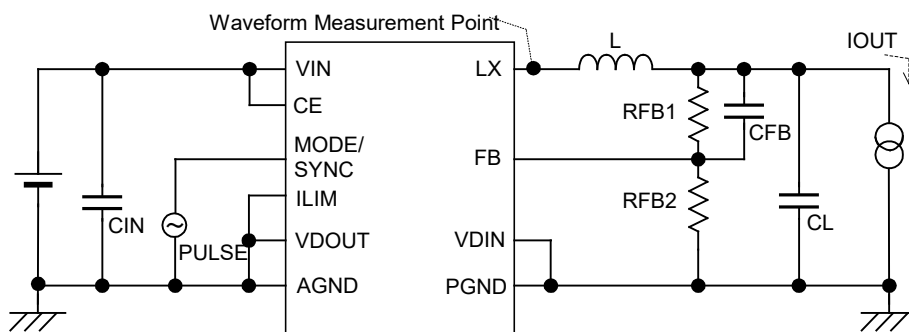 Waveform Measurement Point
L
IOUT
VIN
LX
CE
RFB1
CFB
MODE/
SYNC
FB
ILIM
RFB2
CIN
CL
PULSE
VDOUT
VDIN
AGND
PGND